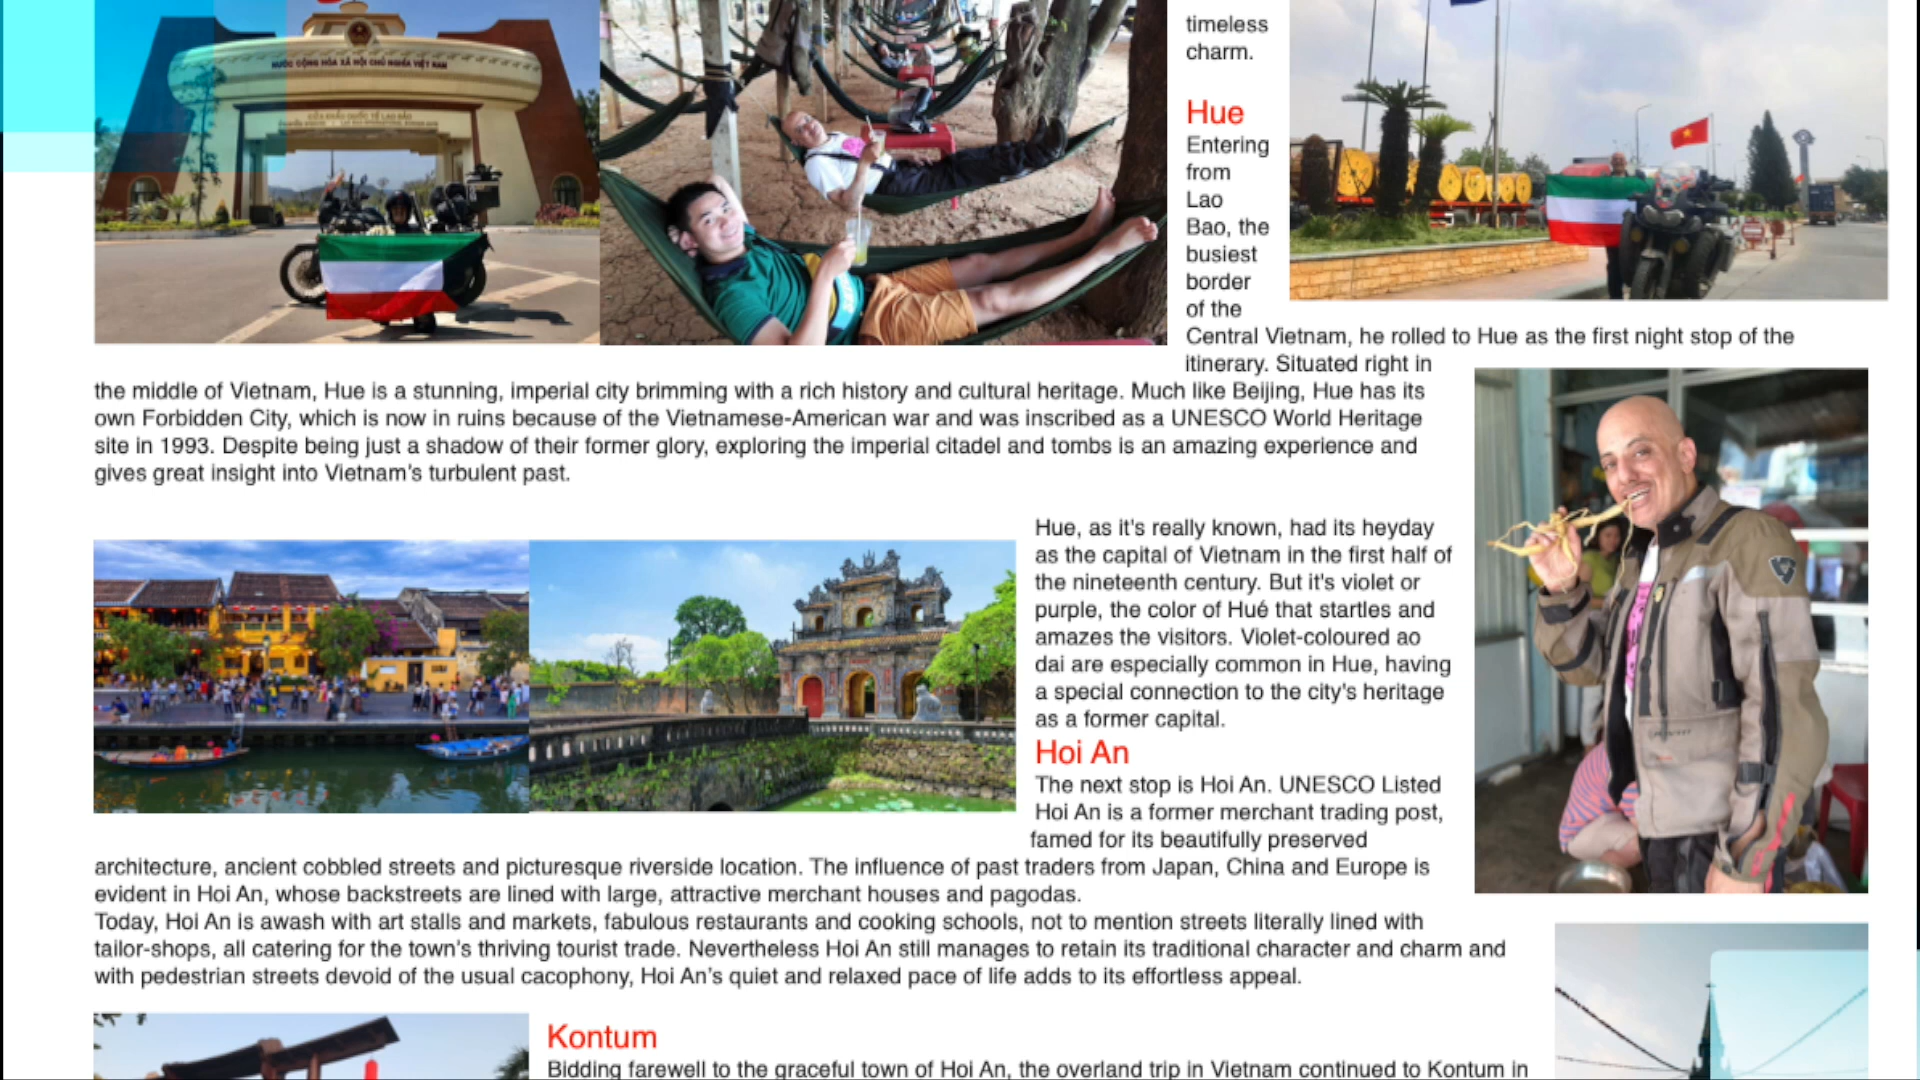 NƯỚC CỘNG HÒA XÃ HỘI CHỦ NGHĨA VIỆT NAM
CỬA KHẨU QUỐC TẾ LAO BẢO
timeless
charm.
Hue
Entering
from
Lao
Bao, the
busiest
border
of the
Central Vietnam, he rolled to Hue as the first night stop of the
itinerary. Situated right in
the middle of Vietnam, Hue is a stunning, imperial city brimming with a rich history and cultural heritage. Much like Beijing, Hue has its
own Forbidden City, which is now in ruins because of the Vietnamese-American war and was inscribed as a UNESCO World Heritage
site in 1993. Despite being just a shadow of their former glory, exploring the imperial citadel and tombs is an amazing experience and
gives great insight into Vietnam's turbulent past.
Hue, as it's really known, had its heyday
as the capital of Vietnam in the first half of
the nineteenth century. But it's violet or
purple, the color of Hué that startles and
amazes the visitors. Violet-coloured ao
dai are especially common in Hue, having
a special connection to the city's heritage
as a former capital.
Hoi An
The next stop is Hoi An. UNESCO Listed
Hoi An is a former merchant trading post,
famed for its beautifully preserved
architecture, ancient cobbled streets and picturesque riverside location. The influence of past traders from Japan, China and Europe is
evident in Hoi An, whose backstreets are lined with large, attractive merchant houses and pagodas.
Today, Hoi An is awash with art stalls and markets, fabulous restaurants and cooking schools, not to mention streets literally lined with
tailor-shops, all catering for the town's thriving tourist trade. Nevertheless Hoi An still manages to retain its traditional character and charm and
with pedestrian streets devoid of the usual cacophony, Hoi An's quiet and relaxed pace of life adds to its effortless appeal.
Kontum
Bidding farewell to the graceful town of Hoi An, the overland trip in Vietnam continued to Kontum in